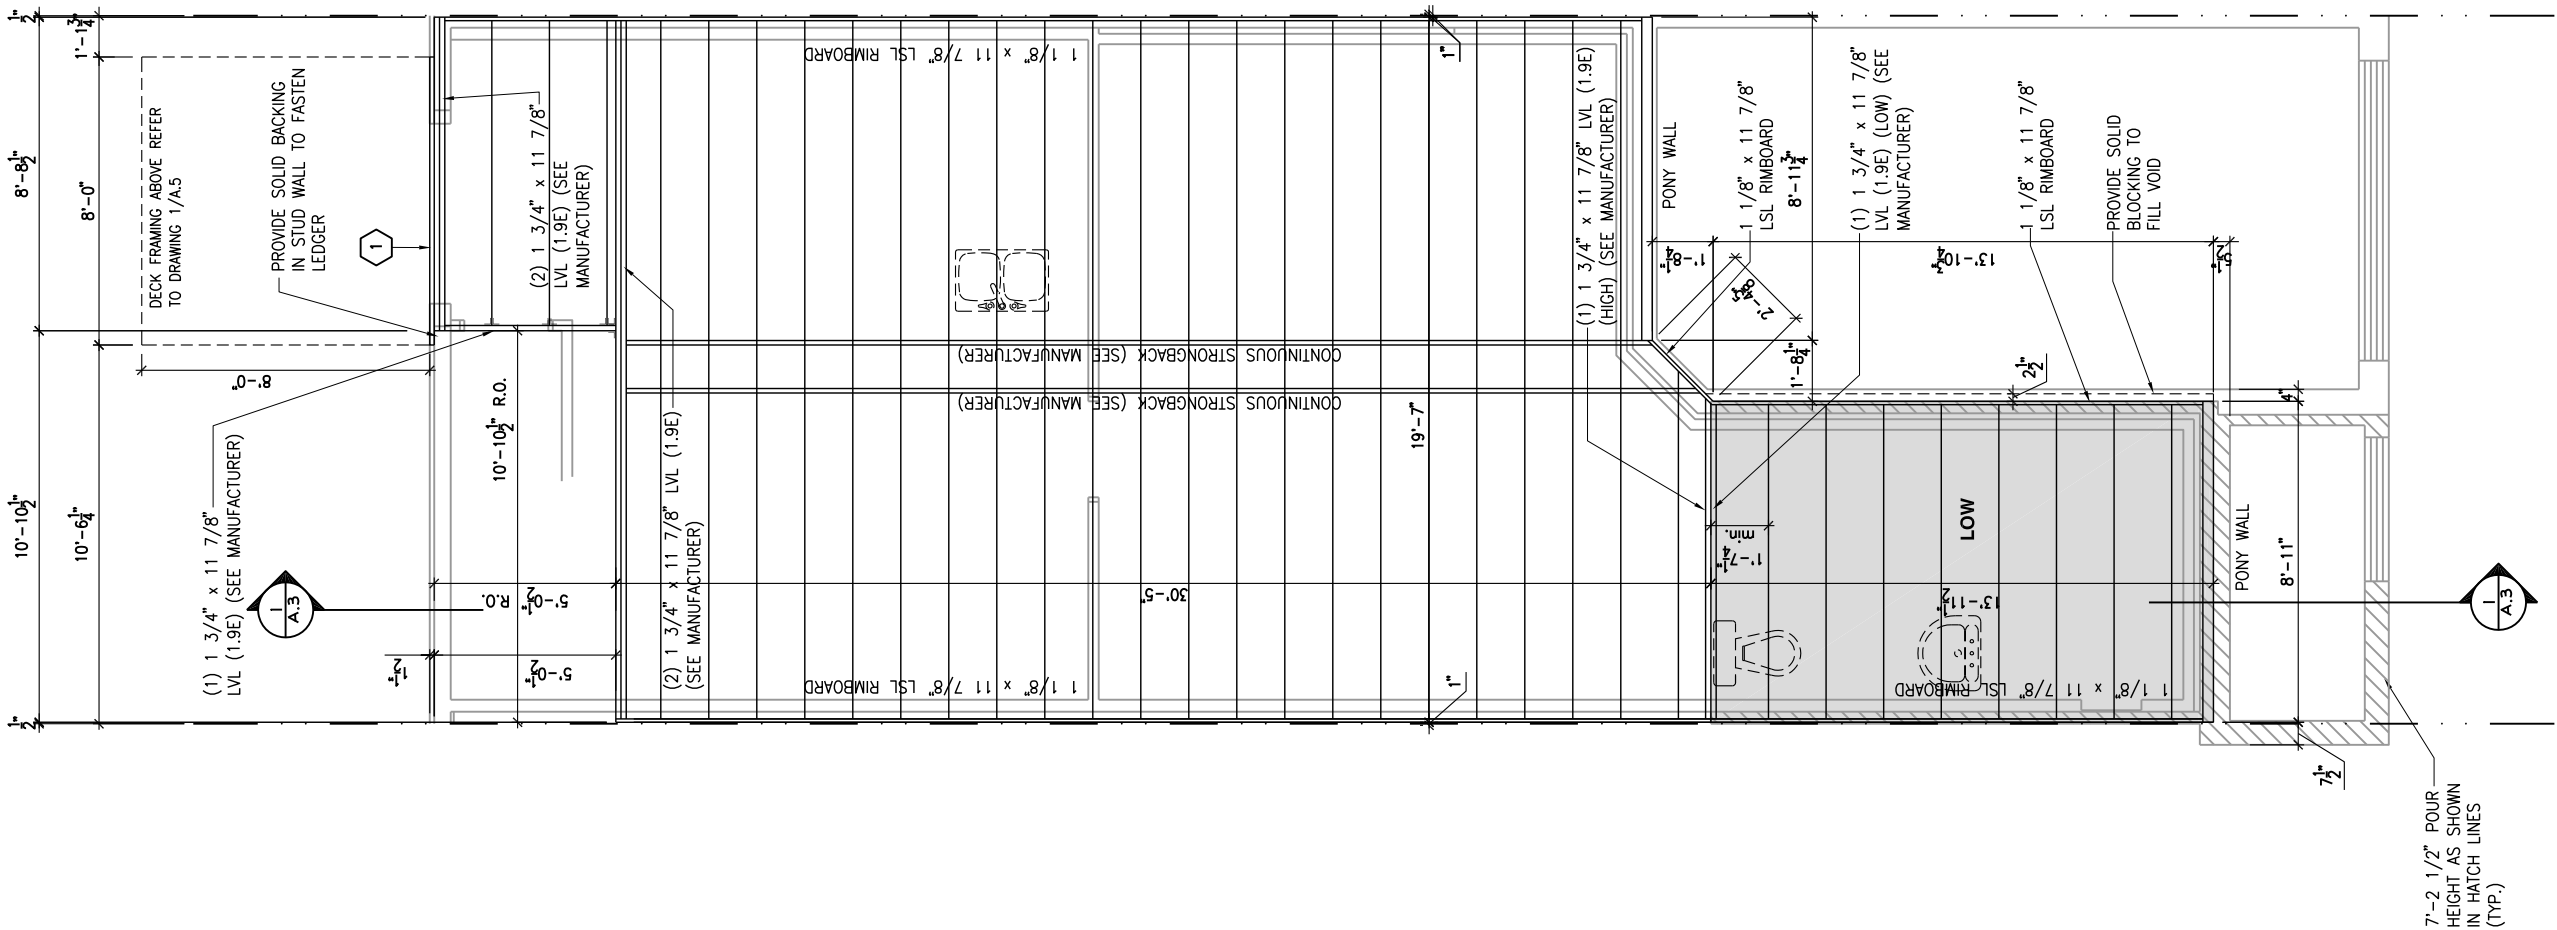 DECK FRAMING ABOVE REFER
TO DRAWING 1/A.5
PROVIDE SOLID BACKING
IN STUD WALL TO FASTEN
LEDGER
1
(2) 1 3/4" x 11 7/8"
LVL (1.9E) (SEE
MANUFACTURER)
1 1/8" x 11 7/8" LSL RIMBOARD
1"
(1) 1 3/4" x 11 7/8" LVL (1.9E)
(HIGH) (SEE MANUFACTURER)
PONY WALL
1 1/8" x 11 7/8"
LSL RIMBOARD
8'-11 3/4"
(1) 1 3/4" x 11 7/8"
LVL (1.9E) (LOW) (SEE
MANUFACTURER)
1 1/8" x 11 7/8"
LSL RIMBOARD
PROVIDE SOLID
BLOCKING TO
FILL VOID
1/2"
1'-1 3/4"
8'-8 1/2"
8'-0"
8'-0"
10'-10 1/2"
10'-6 1/4"
1/2"
10'-10 1/2" R.O.
CONTINUOUS STRONGBACK (SEE MANUFACTURER)
CONTINUOUS STRONGBACK (SEE MANUFACTURER)
19'-7"
1'-8 1/4"
2'-4 5/8"
13'-10 3/4"
5 1/2"
1'-8 1/4"
2 1/2"
4"
(1) 1 3/4" x 11 7/8"
LVL (1.9E) (SEE MANUFACTURER)
1
A.3
5'-0 1/2" R.O.
1 1/2"
5'-0 1/2"
(2) 1 3/4" x 11 7/8" LVL (1.9E)
(SEE MANUFACTURER)
30'-5"
1 1/8" x 11 7/8" LSL RIMBOARD
1"
1'-7 1/4"
min.
LOW
13'-11 1/2"
1 1/8" x 11 7/8" LSL RIMBOARD
PONY WALL
8'-11"
1
A.3
7 1/2"
7'-2 1/2" POUR
HEIGHT AS SHOWN
IN HATCH LINES
(TYP.)